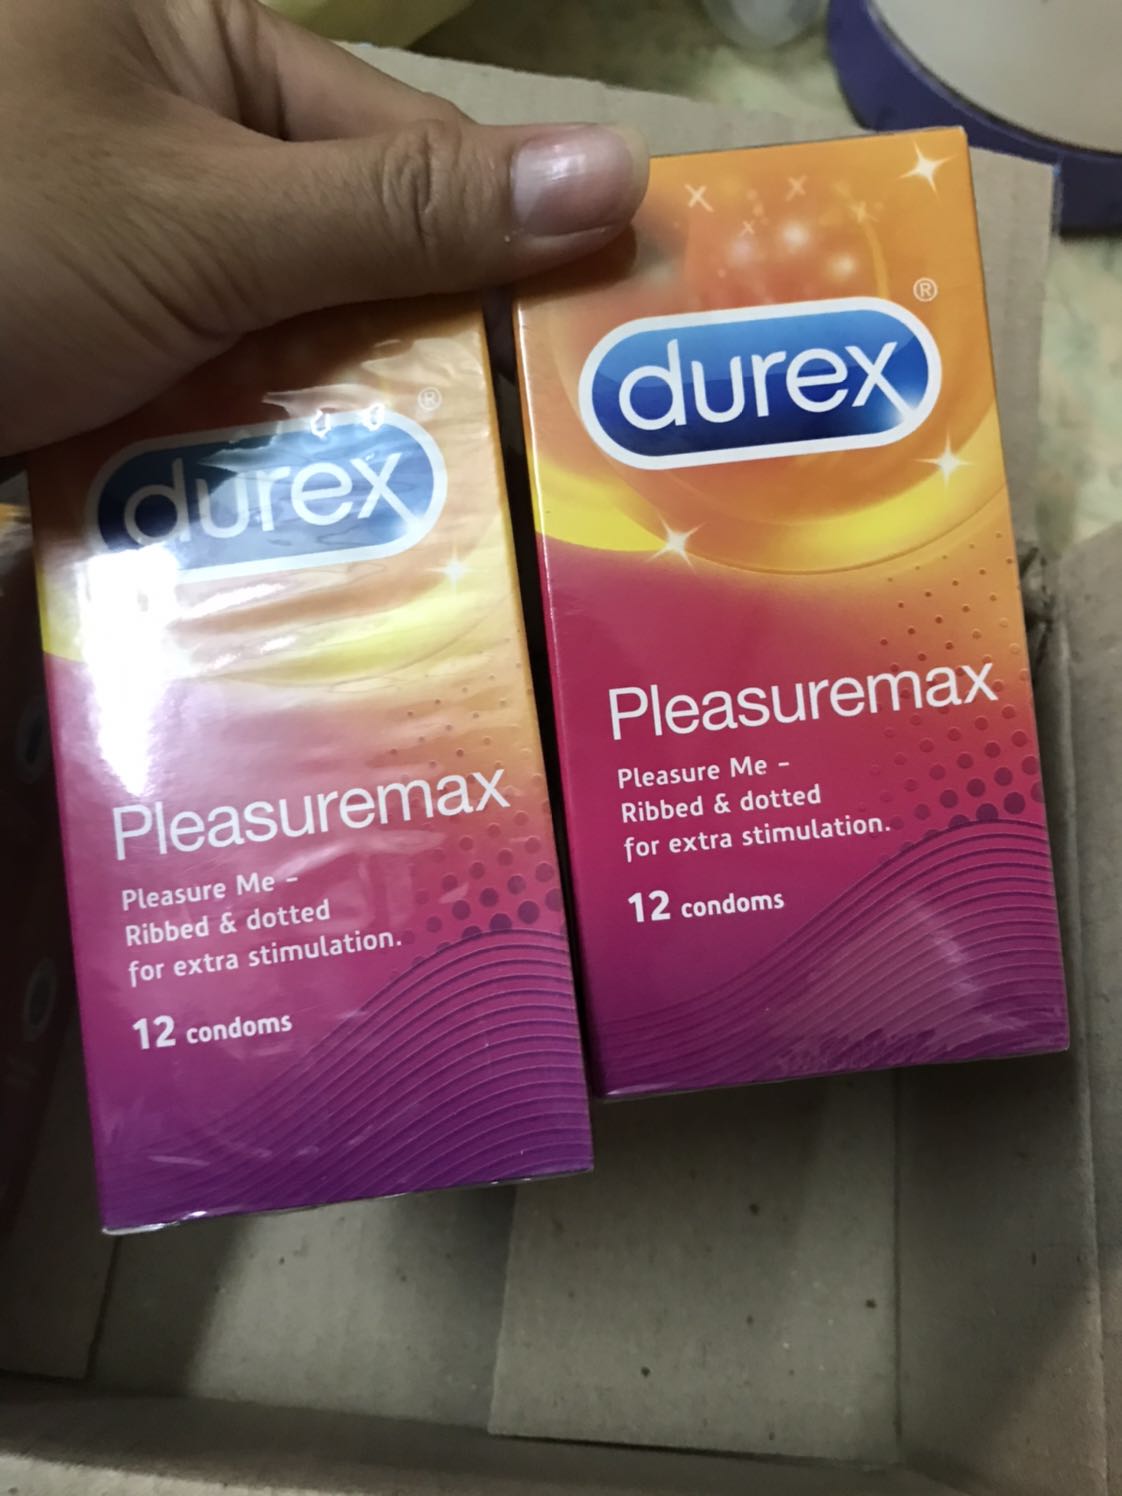 durex
®
Pleasuremax
Pleasure Me -
Ribbed & dotted
for extra stimulation.
12 condoms
durex
®
Pleasuremax
Pleasure Me -
Ribbed & dotted
for extra stimulation.
12 condoms